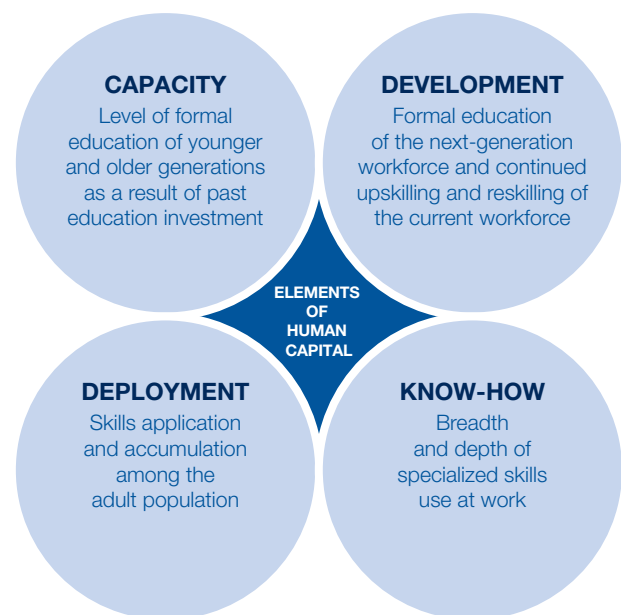 CAPACITY
Level of formal
education of younger
and older generations
as a result of past
education investment
DEVELOPMENT
Formal education
of the next-generation
workforce and continued
upskilling and reskilling of
the current workforce
ELEMENTS
OF
HUMAN
CAPITAL
DEPLOYMENT
Skills application
and accumulation
among the
adult population
KNOW-HOW
Breadth
and depth of
specialized skills
use at work